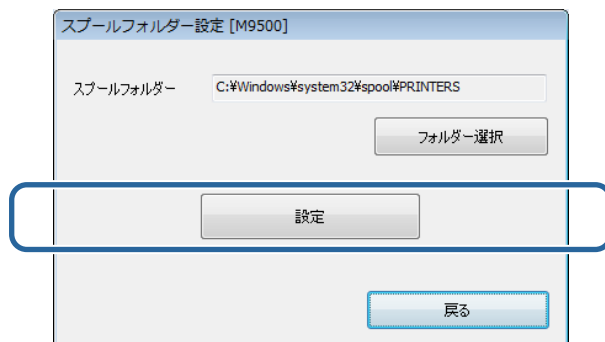 スプールフォルダー設定 [M9500]
スプールフォルダー C:¥Windows¥system32¥spool¥PRINTERS
フォルダー選択
設定
戻る